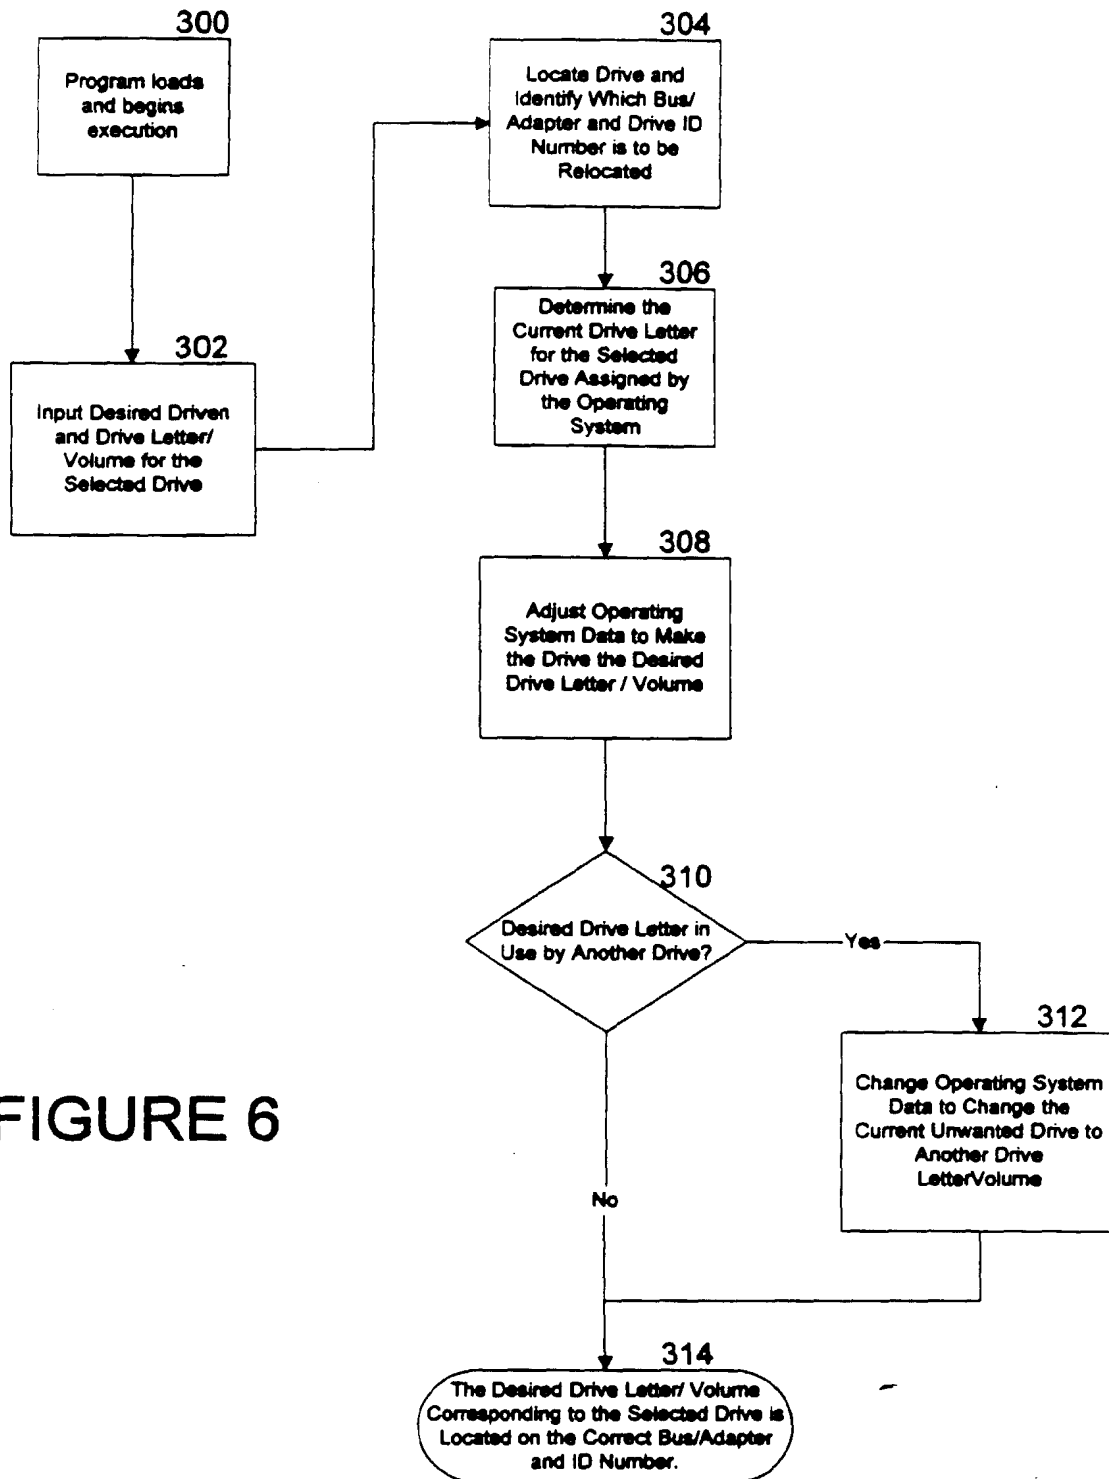 300
Program loads
and begins
execution
302
Input Desired Driven
and Drive Letter/
Volume for the
Selected Drive
304
Locate Drive and
Identify Which Bus/
Adapter and Drive ID
Number is to be
Relocated
306
Determine the
Current Drive Letter
for the Selected
Drive Assigned by
the Operating
System
308
Adjust Operating
System Data to Make
the Drive the Desired
Drive Letter / Volume
310
Desired Drive Letter in
Use by Another Drive?
Yes
312
Change Operating System
Data to Change the
Current Unwanted Drive to
Another Drive
LetterVolume
No
314
The Desired Drive Letter/ Volume
Corresponding to the Selected Drive is
Located on the Correct Bus/Adapter
and ID Number.
FIGURE 6